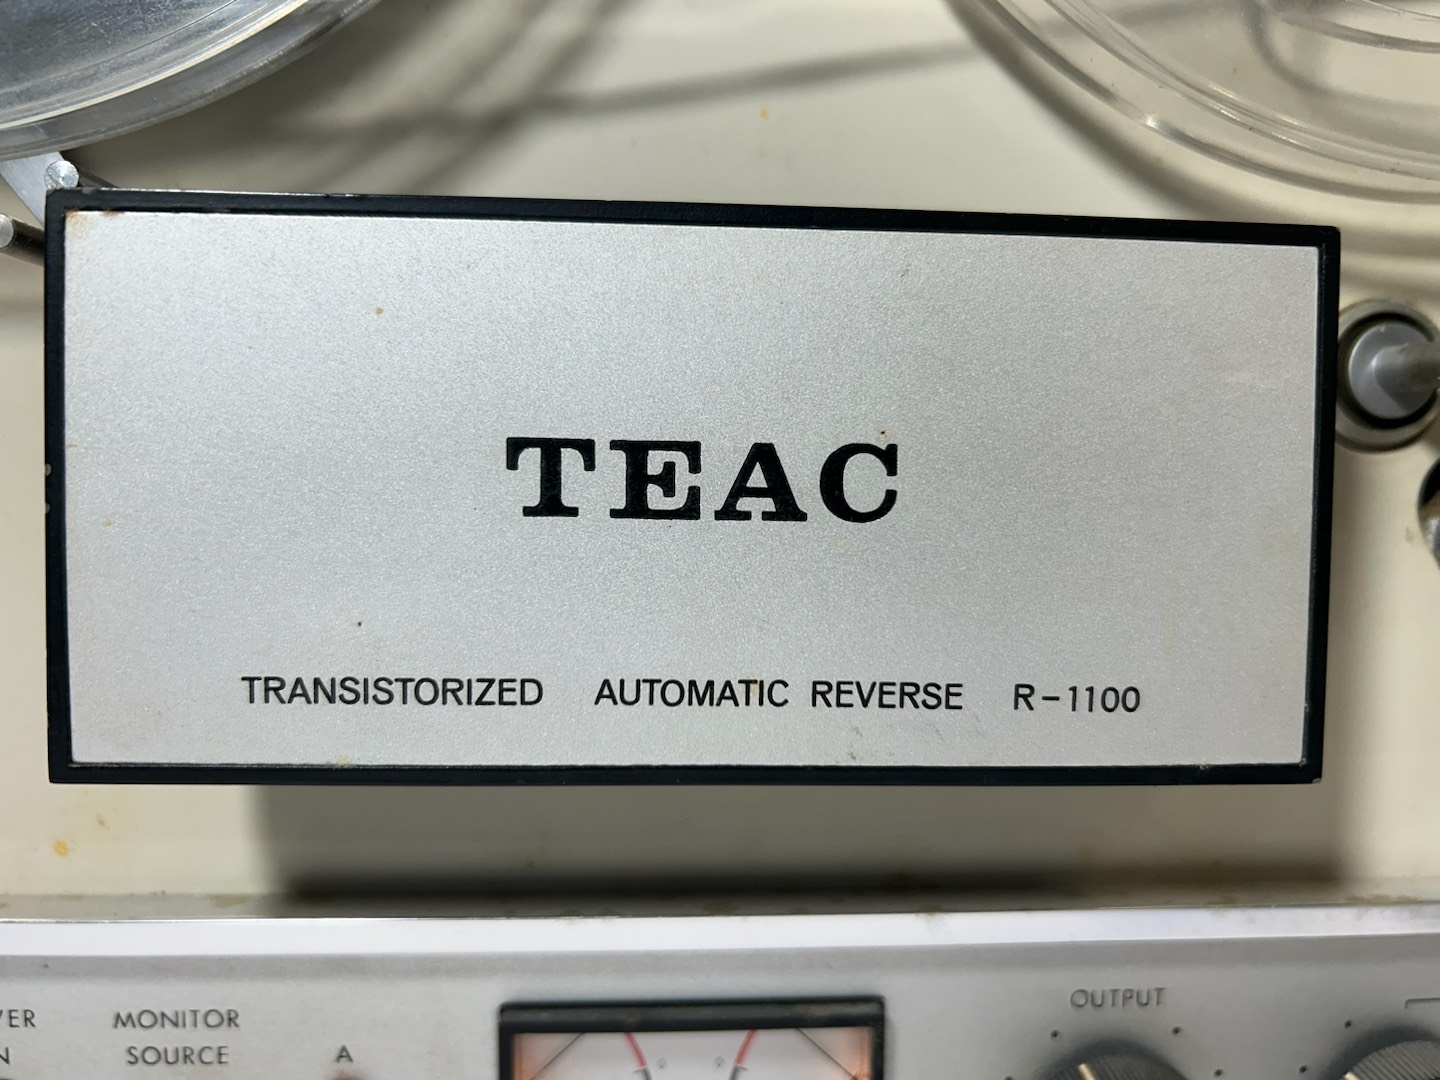 TEAC
TRANSISTORIZED AUTOMATIC REVERSE R-1100
OUTPUT
MONITOR
SOURCE
A